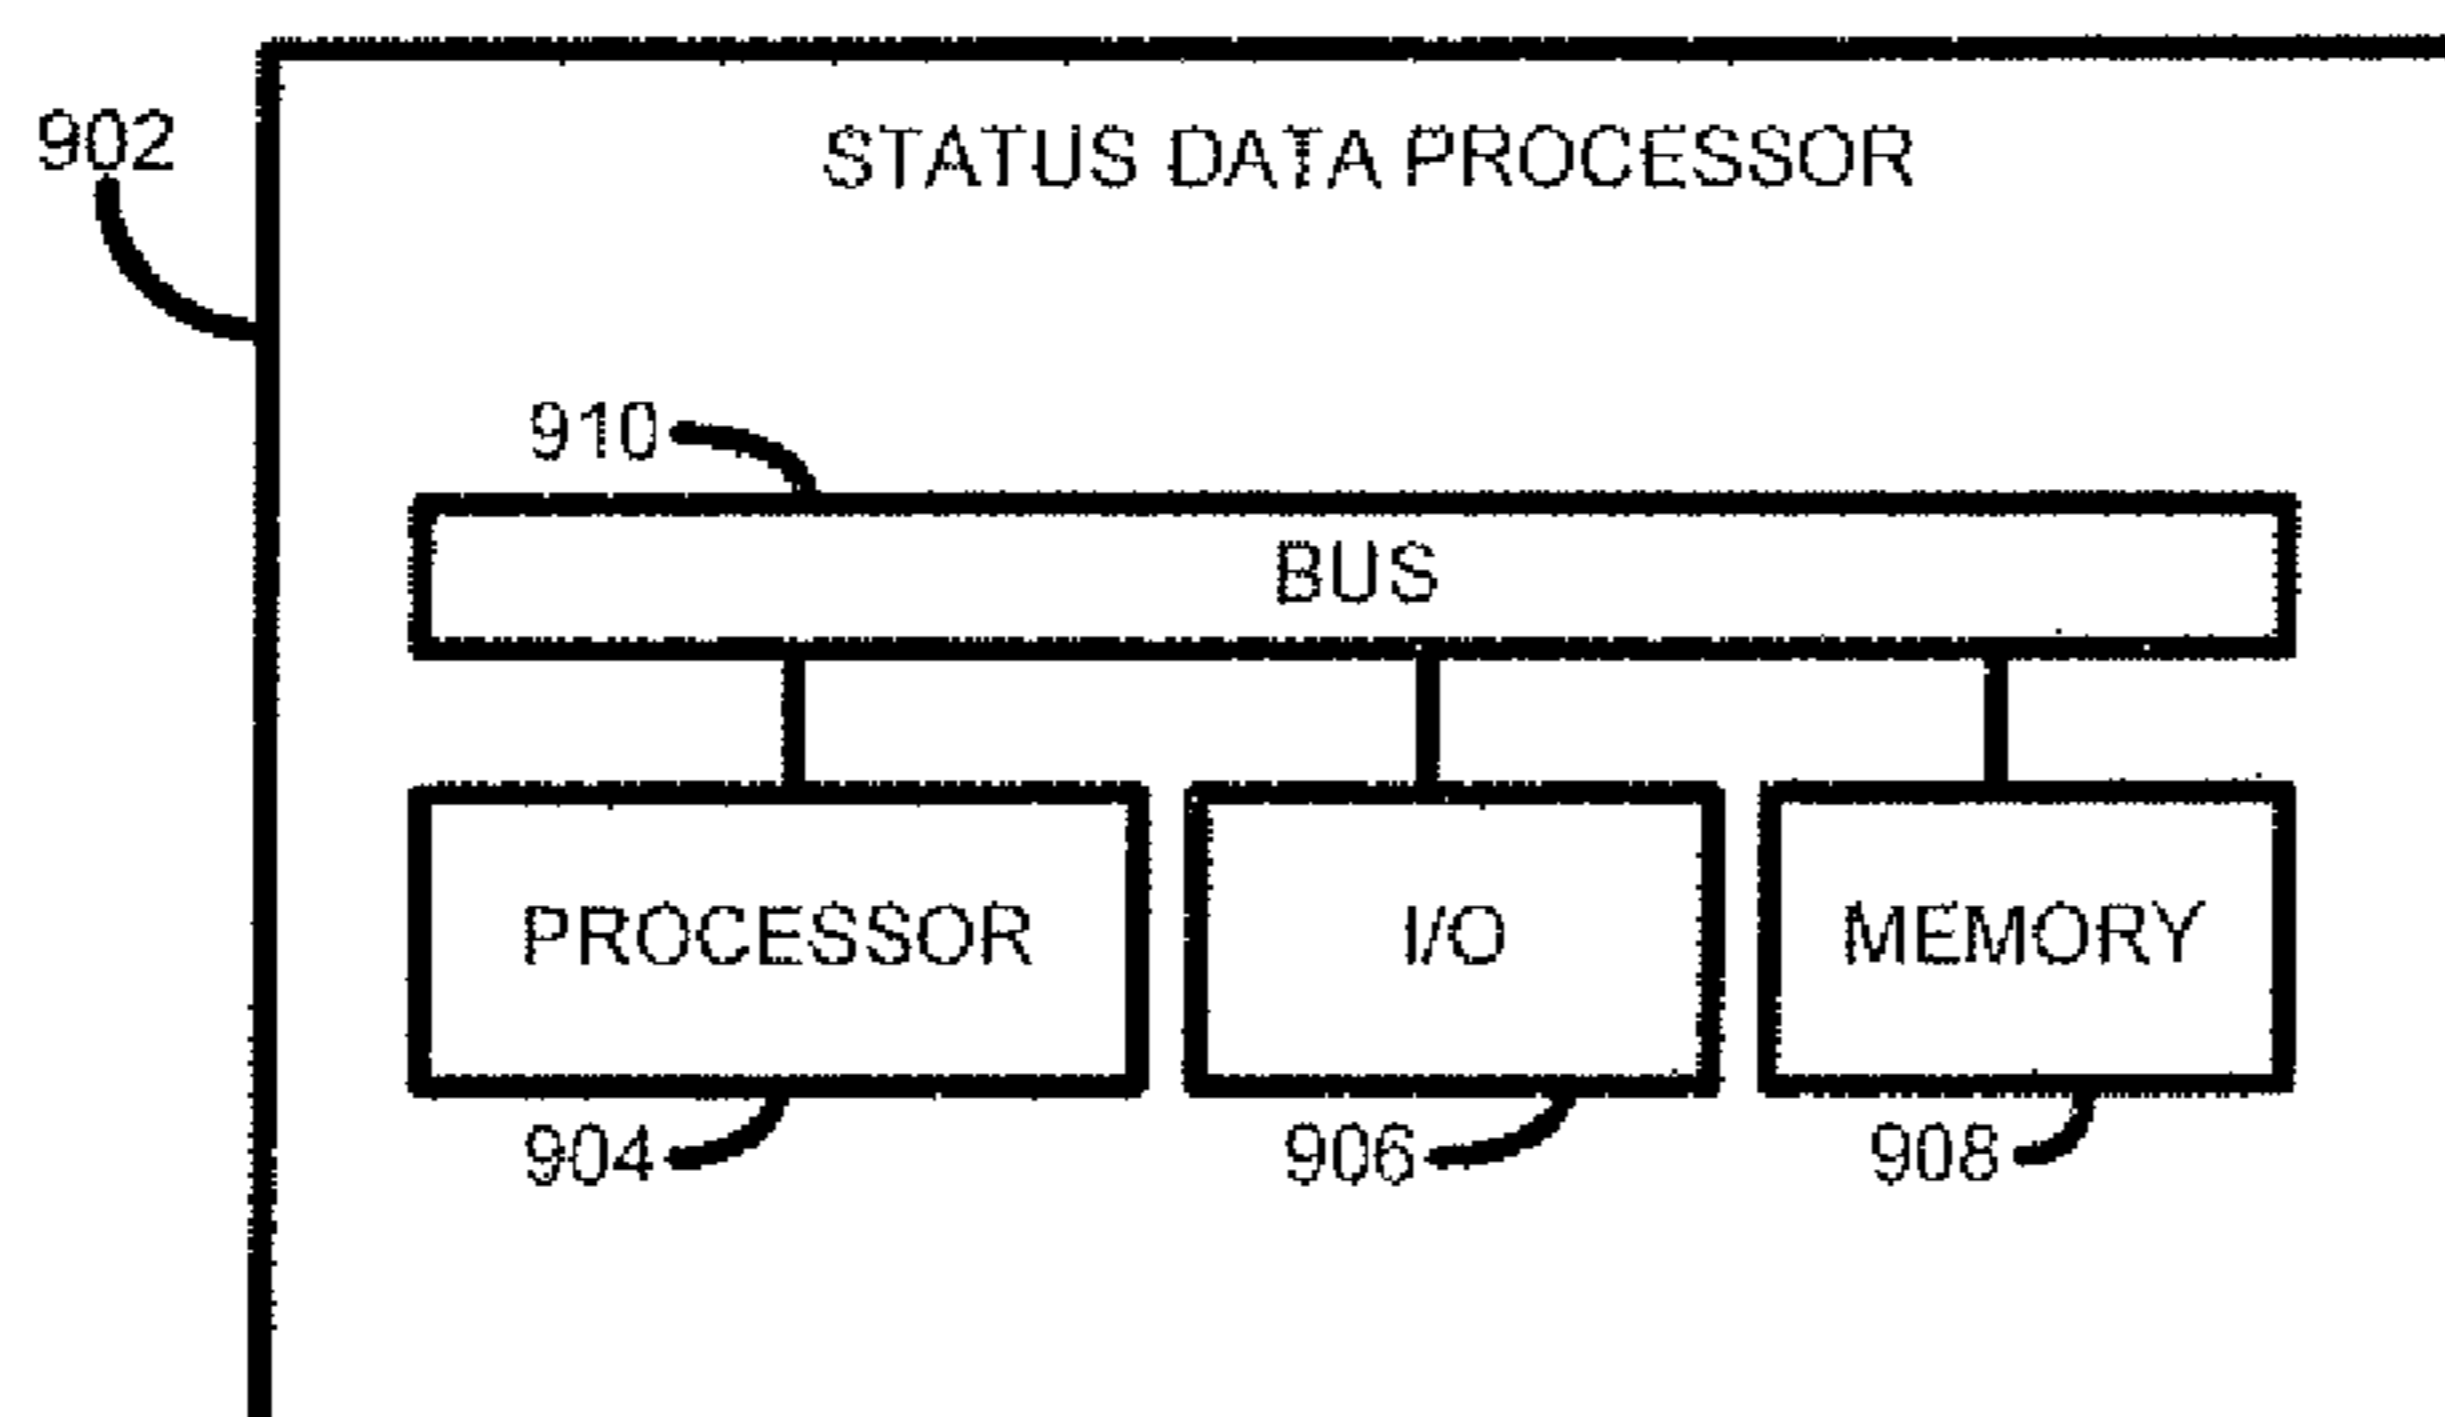 902
STATUS DATA PROCESSOR
910
BUS
PROCESSOR
I/O
MEMORY
904
906
908